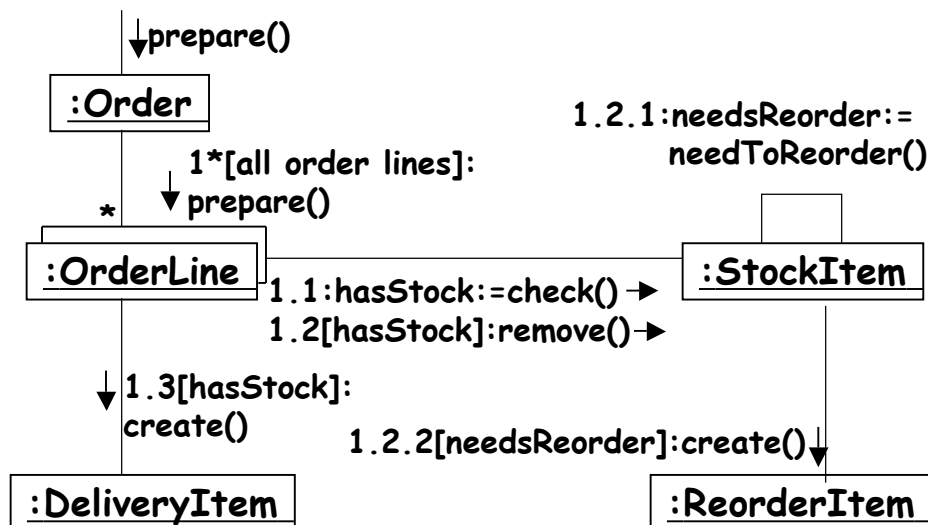 prepare()
:Order
1.2.1:needsReorder:=
needToReorder()
1*[all order lines]:
prepare()
*
:OrderLine
:StockItem
1.1:hasStock:=check()
1.2[hasStock]:remove()
1.3[hasStock]:
create()
1.2.2[needsReorder]:create()
:DeliveryItem
:ReorderItem